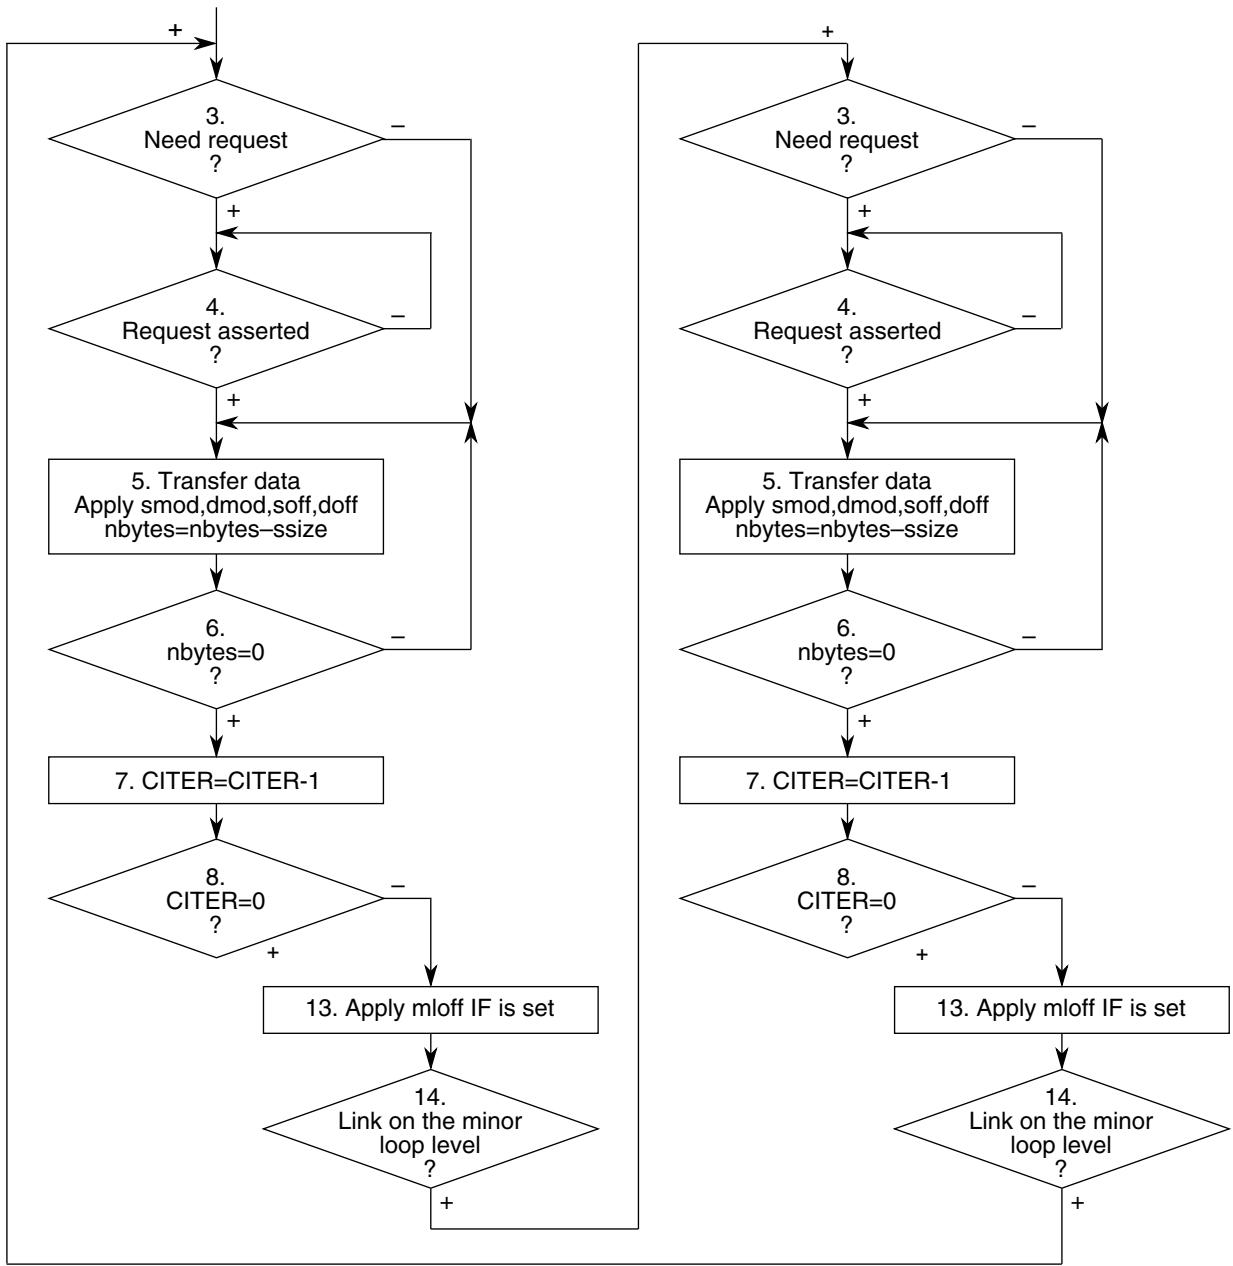 +
3.
Need request
?
–
+
4.
Request asserted
?
–
+
5. Transfer data
Apply smod,dmod,soff,doff
nbytes=nbytes–ssize
6.
nbytes=0
?
–
+
7. CITER=CITER-1
8.
CITER=0
?
–
+
13. Apply mloff IF is set
14.
Link on the minor
loop level
?
+
+
3.
Need request
?
–
+
4.
Request asserted
?
–
+
5. Transfer data
Apply smod,dmod,soff,doff
nbytes=nbytes–ssize
6.
nbytes=0
?
–
+
7. CITER=CITER-1
8.
CITER=0
?
–
+
13. Apply mloff IF is set
14.
Link on the minor
loop level
?
+